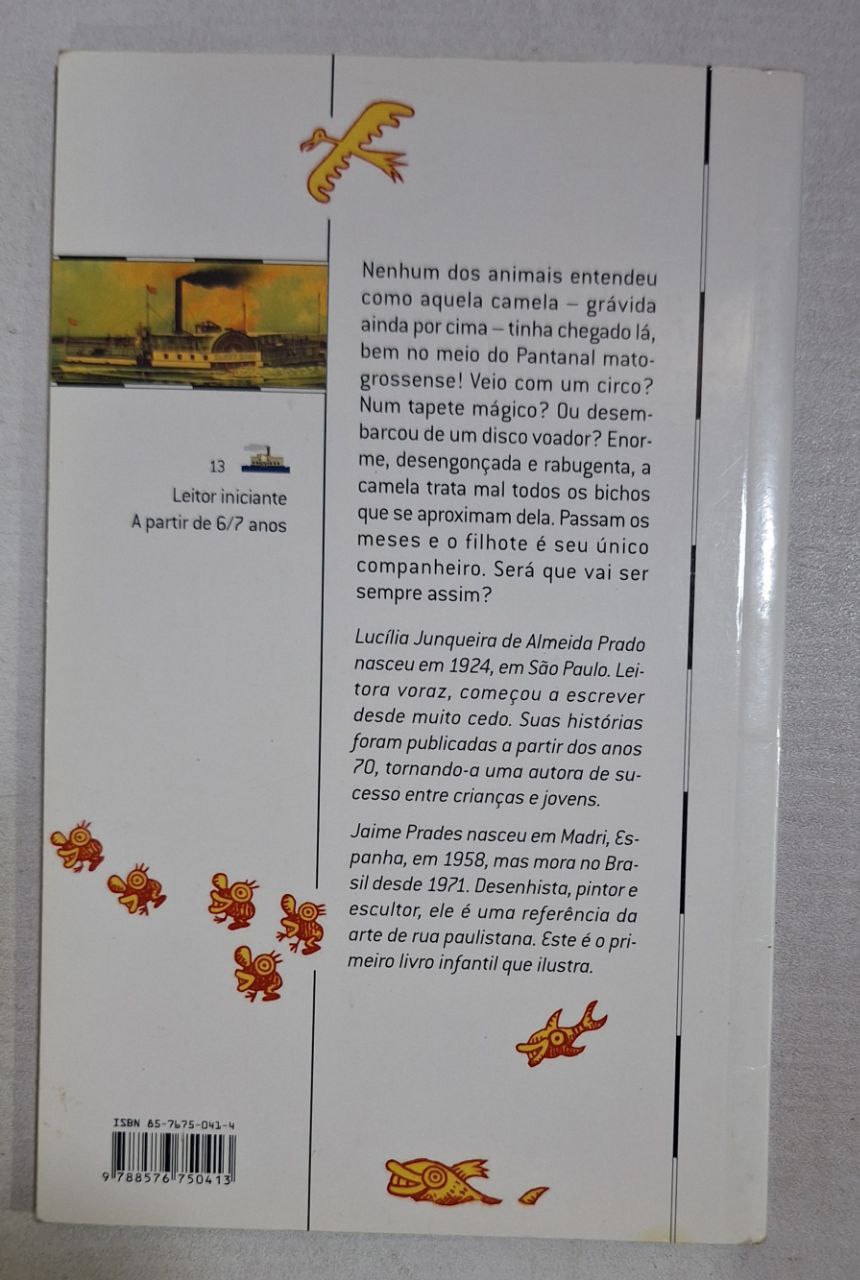 Nenhum dos animais entendeu
como aquela camela – grávida
ainda por cima – tinha chegado lá,
bem no meio do Pantanal mato-
grossense! Veio com um circo?
Num tapete mágico? Ou desem-
barcou de um disco voador? Enor-
me, desengonçada e rabugenta, a
camela trata mal todos os bichos
que se aproximam dela. Passam os
meses e o filhote é seu único
companheiro. Será que vai ser
sempre assim?
13
Leitor iniciante
A partir de 6/7 anos
Lucília Junqueira de Almeida Prado
nasceu em 1924, em São Paulo. Lei-
tora voraz, começou a escrever
desde muito cedo. Suas histórias
foram publicadas a partir dos anos
70, tornando-a uma autora de su-
cesso entre crianças e jovens.
Jaime Prades nasceu em Madri, Es-
panha, em 1958, mas mora no Bra-
sil desde 1971. Desenhista, pintor e
escultor, ele é uma referência da
arte de rua paulistana. Este é o pri-
meiro livro infantil que ilustra.
ISBN 85-7675-041-4
9 788576 750413